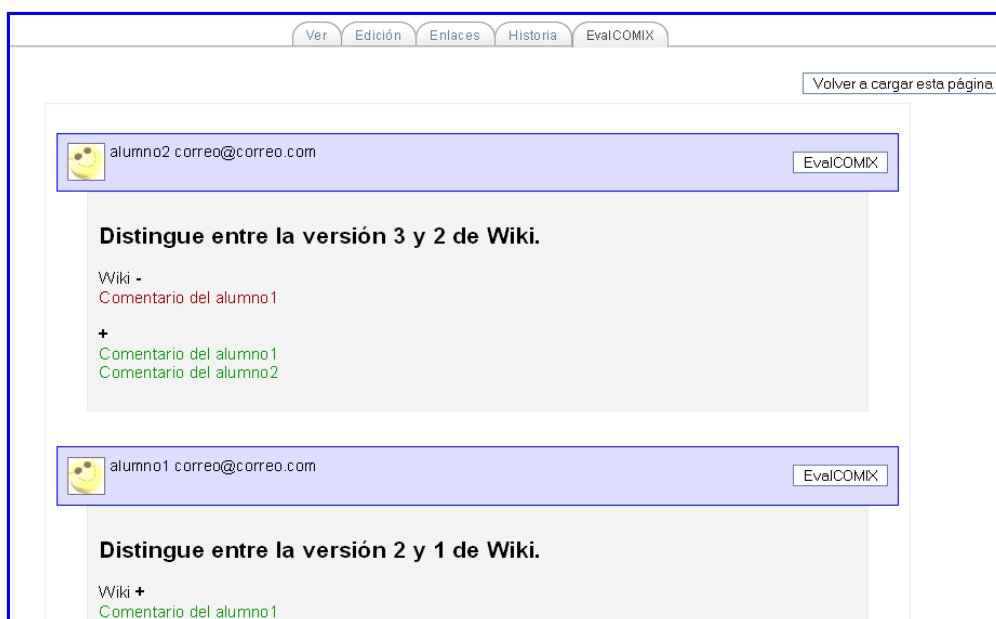 Ver Edición Enlaces Historia EvalCOMIX
Volver a cargar esta página
alumno2 correo@correo.com
EvalCOMIX
Distingue entre la versión 3 y 2 de Wiki.
Wiki -
Comentario del alumno1
+
Comentario del alumno1
Comentario del alumno2
alumno1 correo@correo.com
EvalCOMIX
Distingue entre la versión 2 y 1 de Wiki.
Wiki +
Comentario del alumno1